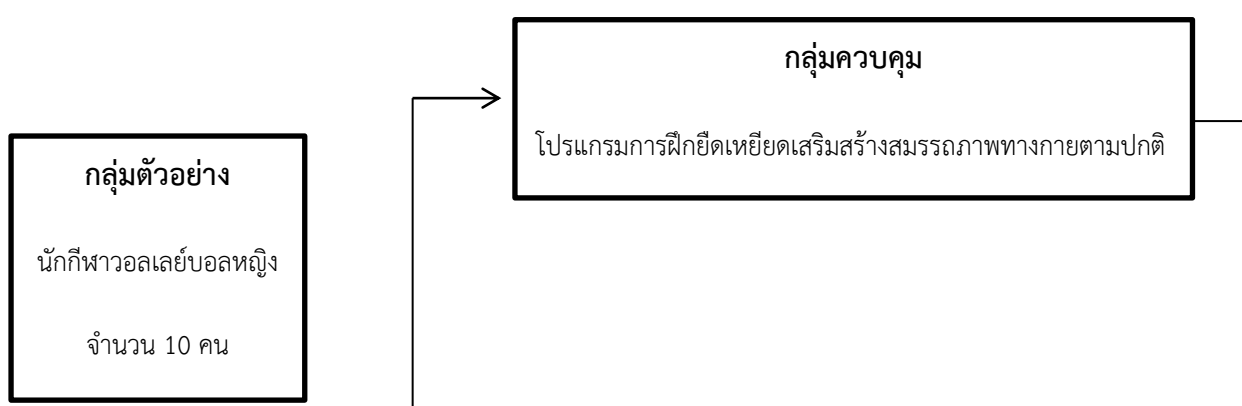 กลุ่มควบคุม
โปรแกรมการฝึกยืดเหยียดเสริมสร้างสมรรถภาพทางกายตามปกติ
กลุ่มตัวอย่าง
นักกีฬาวอลเลย์บอลหญิง
จำนวน 10 คน